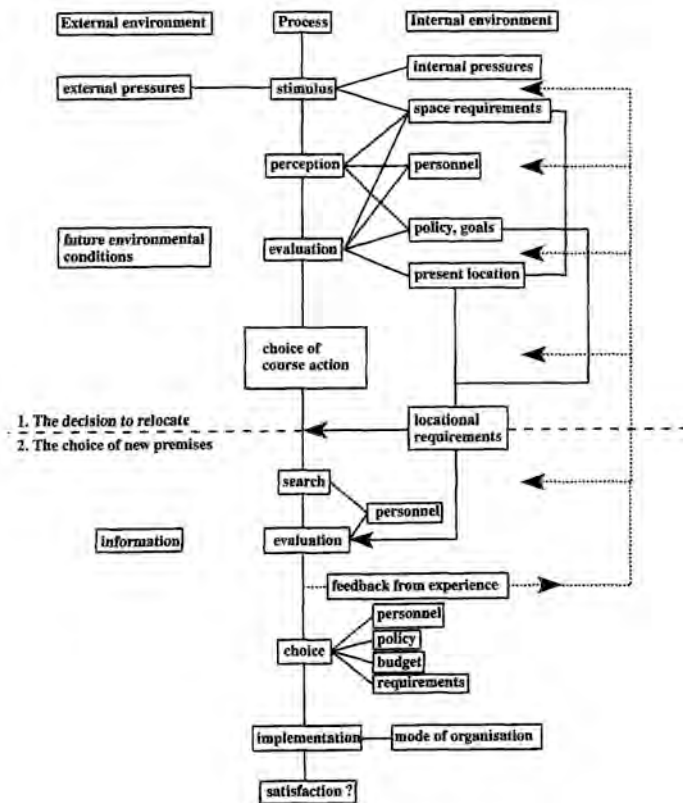 External environment
Process
Internal environment
internal pressures
external pressures
stimulus
space requirements
perception
personnel
policy, goals
future environmental
conditions
evaluation
present location
choice of
course action
1. The decision to relocate
locational
requirements
2. The choice of new premises
search
personnel
information
evaluation
feedback from experience
personnel
policy
choice
budget
requirements
implementation
mode of organisation
satisfaction ?